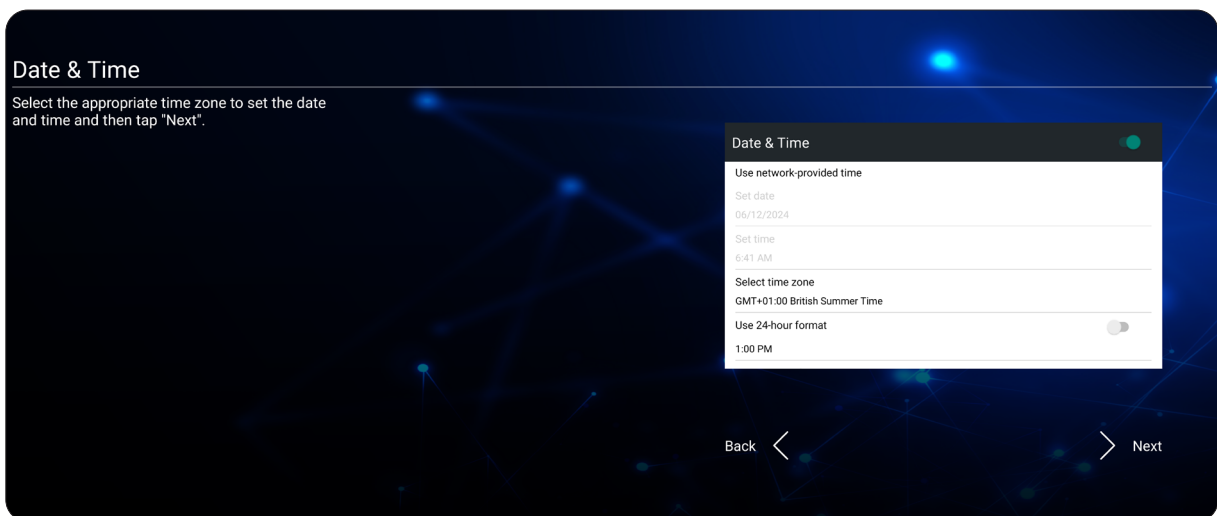 Date & Time
Select the appropriate time zone to set the date
and time and then tap "Next".
Date & Time
Use network-provided time
Set date
06/12/2024
Set time
6:41 AM
Select time zone
GMT+01:00 British Summer Time
Use 24-hour format
1:00 PM
Back
Next